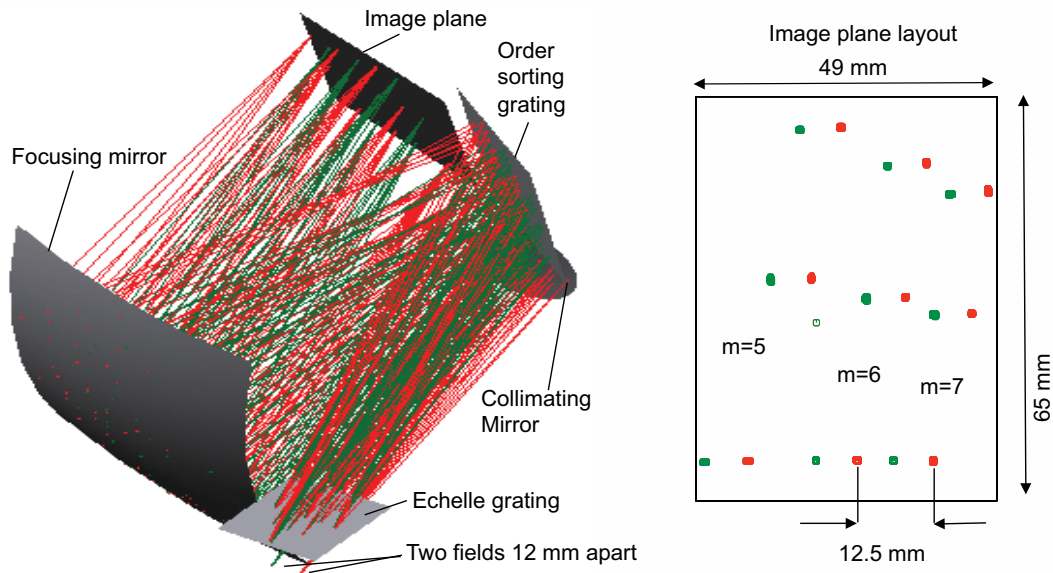 Image plane
Order
sorting
grating
Focusing mirror
Collimating
Mirror
Echelle grating
Two fields 12 mm apart
Image plane layout
49 mm
m=5
m=6
m=7
65 mm
12.5 mm